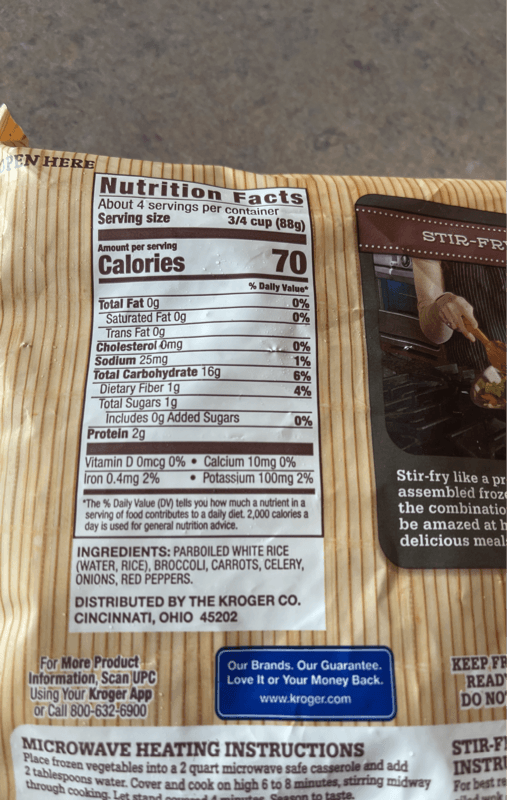 PEN HERE
Nutrition Facts
About 4 servings per container
Serving size 3/4 cup (88g)
Amount per serving
Calories 70
% Daily Value*
Total Fat 0g 0%
Saturated Fat 0g 0%
Trans Fat 0g
Cholesterol 0mg 0%
Sodium 25mg 1%
Total Carbohydrate 16g 6%
Dietary Fiber 1g 4%
Total Sugars 1g
Includes 0g Added Sugars 0%
Protein 2g
Vitamin D 0mcg 0% • Calcium 10mg 0%
Iron 0.4mg 2% • Potassium 100mg 2%
*The % Daily Value (DV) tells you how much a nutrient in a
serving of food contributes to a daily diet. 2,000 calories a
day is used for general nutrition advice.
INGREDIENTS: PARBOILED WHITE RICE
(WATER, RICE), BROCCOLI, CARROTS, CELERY,
ONIONS, RED PEPPERS.
DISTRIBUTED BY THE KROGER CO.
CINCINNATI, OHIO 45202
STIR-FR
Stir-fry like a pr
assembled froz
the combinatio
be amazed at h
delicious meal
For More Product
Information, Scan UPC
Using Your Kroger App
or Call 800-632-6900
Our Brands. Our Guarantee.
Love It or Your Money Back.
www.kroger.com
KEEP FR
READY
DO NO
MICROWAVE HEATING INSTRUCTIONS
Place frozen vegetables into a 2 quart microwave safe casserole and add
2 tablespoons water. Cover and cook on high 6 to 8 minutes, stirring midway
through cooking. Let stand covered 4 minutes. Season to taste.
STIR-F
INSTRU
For best re